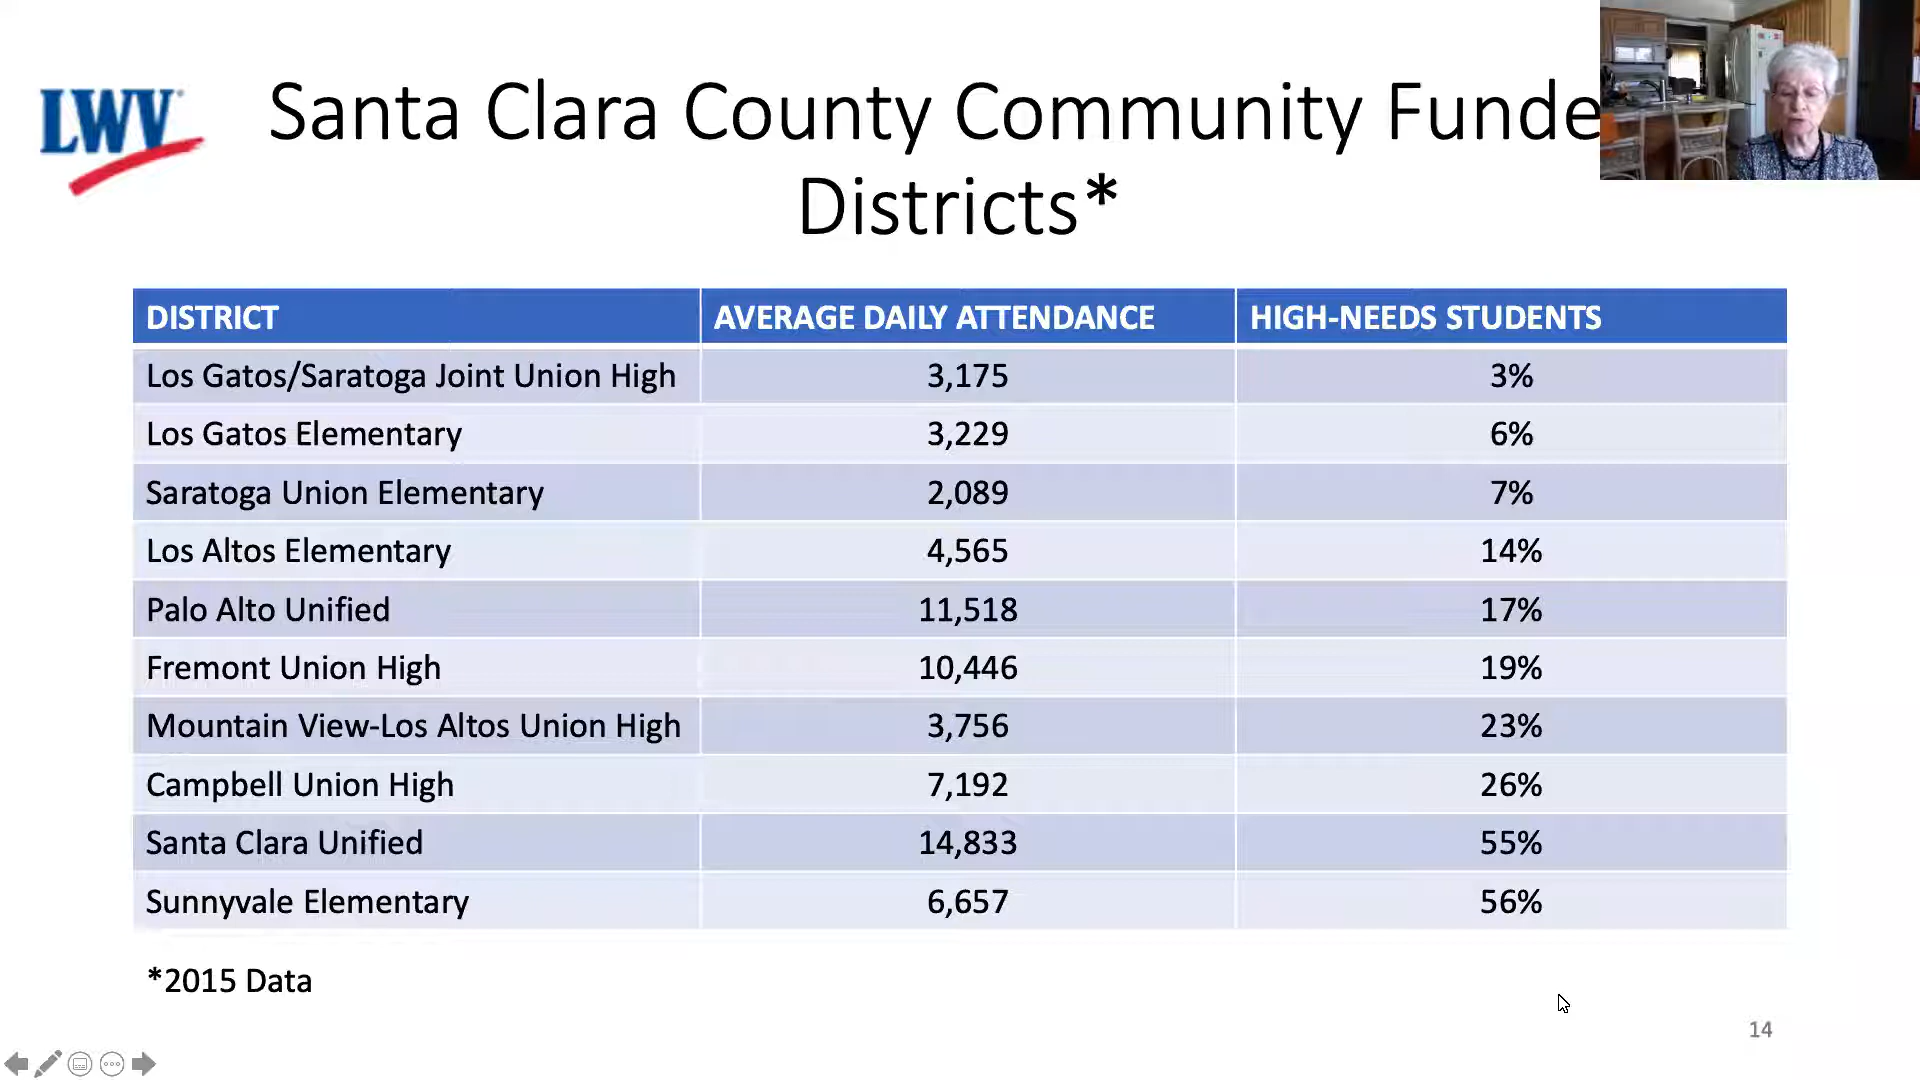 LWV
Santa Clara County Community Funde
Districts*
DISTRICT AVERAGE DAILY ATTENDANCE HIGH-NEEDS STUDENTS
Los Gatos/Saratoga Joint Union High 3,175 3%
Los Gatos Elementary 3,229 6%
Saratoga Union Elementary 2,089 7%
Los Altos Elementary 4,565 14%
Palo Alto Unified 11,518 17%
Fremont Union High 10,446 19%
Mountain View-Los Altos Union High 3,756 23%
Campbell Union High 7,192 26%
Santa Clara Unified 14,833 55%
Sunnyvale Elementary 6,657 56%
*2015 Data
14